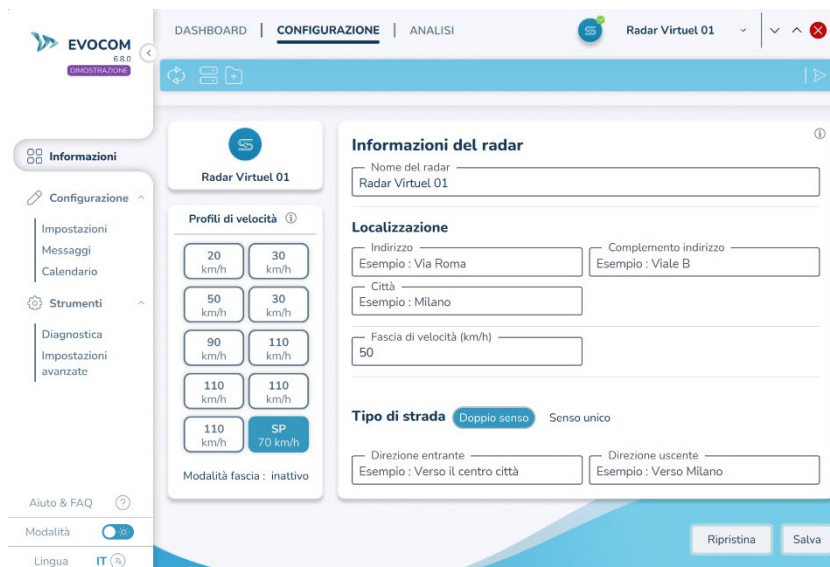 EVOCOM
6.8.0
DIMOSTRAZIONE
DASHBOARD | CONFIGURAZIONE | ANALISI
Radar Virtuel 01
Informazioni
Configurazione
Impostazioni
Messaggi
Calendario
Strumenti
Diagnostica
Impostazioni
avanzate
Aiuto & FAQ
Modalità
Lingua IT
Radar Virtuel 01
Profili di velocità
20 30
km/h km/h
50 30
km/h km/h
90 110
km/h km/h
110 110
km/h km/h
110 SP
km/h 70 km/h
Modalità fascia : inattivo
Informazioni del radar
Nome del radar
Radar Virtuel 01
Localizzazione
Indirizzo Complemento indirizzo
Esempio : Via Roma Esempio : Viale B
Città
Esempio : Milano
Fascia di velocità (km/h)
50
Tipo di strada Doppio senso Senso unico
Direzione entrante Direzione uscente
Esempio : Verso il centro città Esempio : Verso Milano
Ripristina Salva